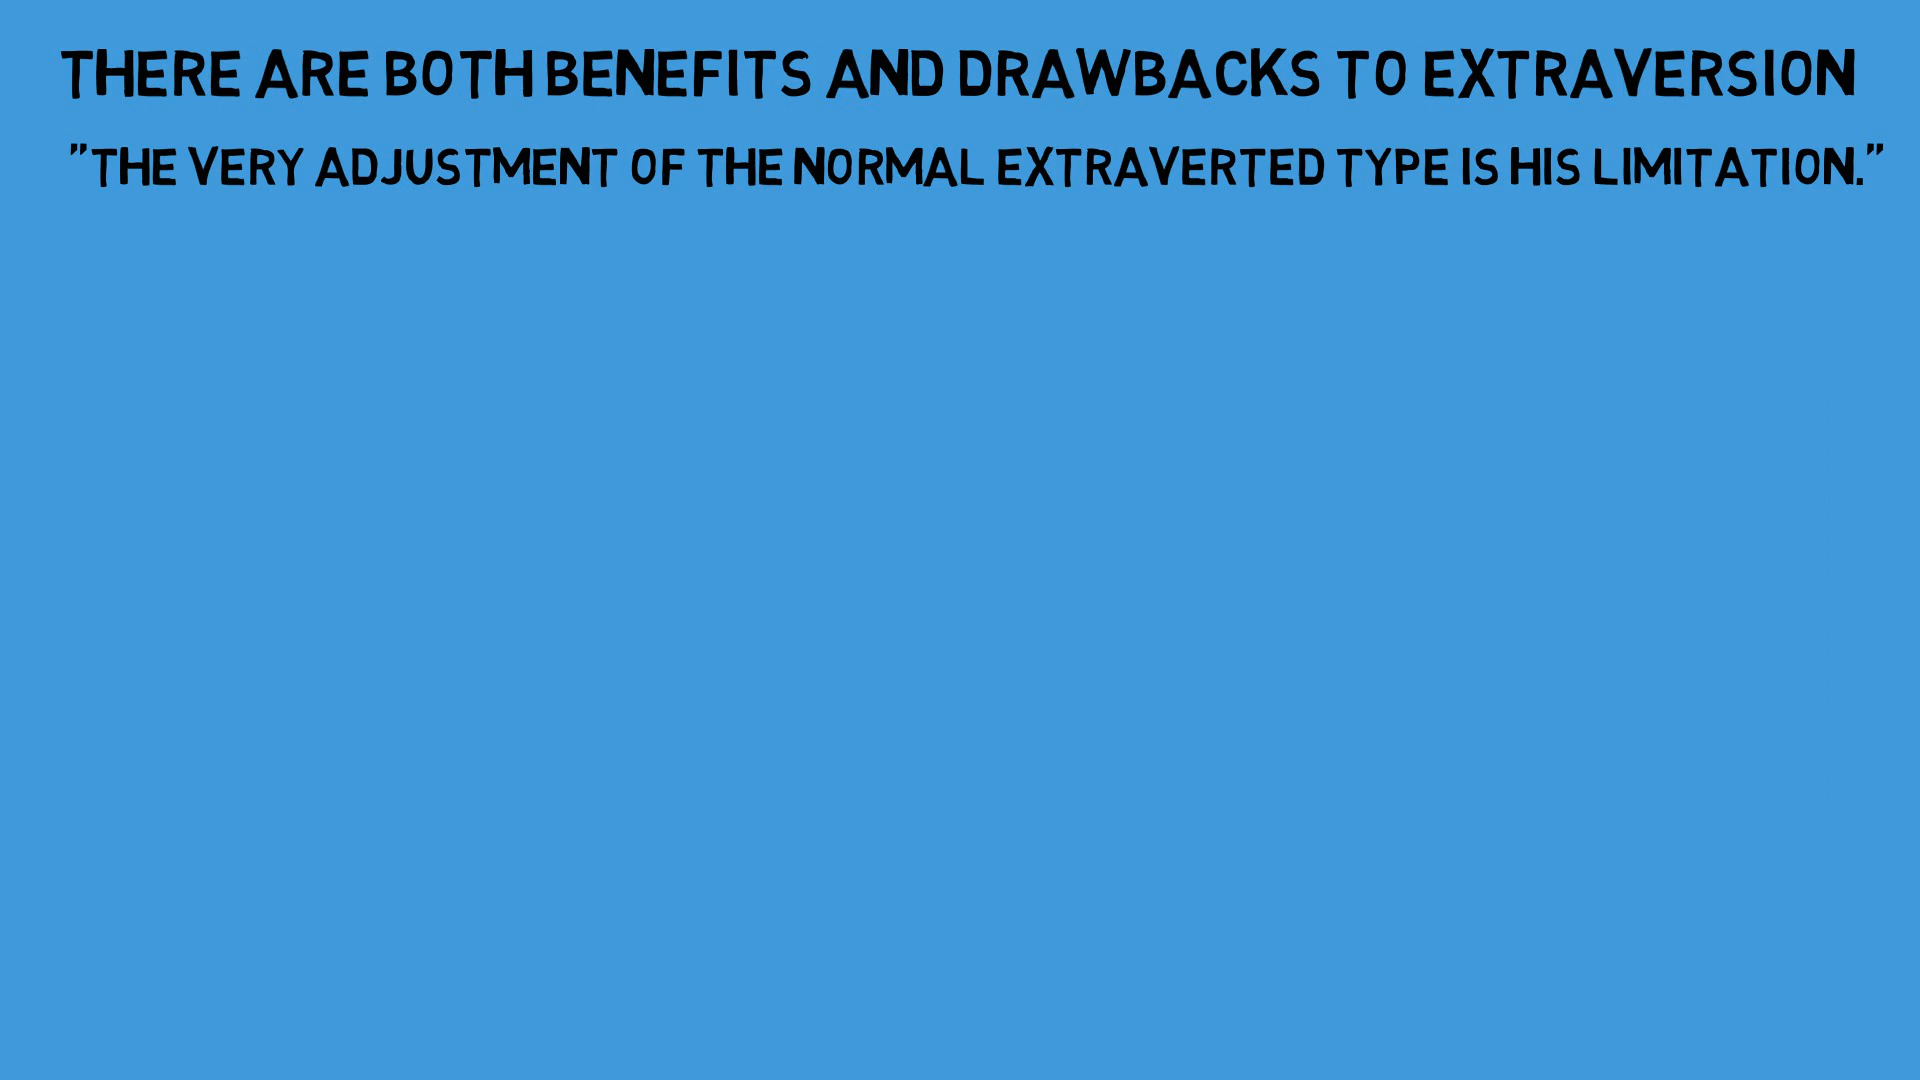 THERE ARE BOTH BENEFITS AND DRAWBACKS TO EXTRAVERSION
"THE VERY ADJUSTMENT OF THE NORMAL EXTRAVERTED TYPE IS HIS LIMITATION."